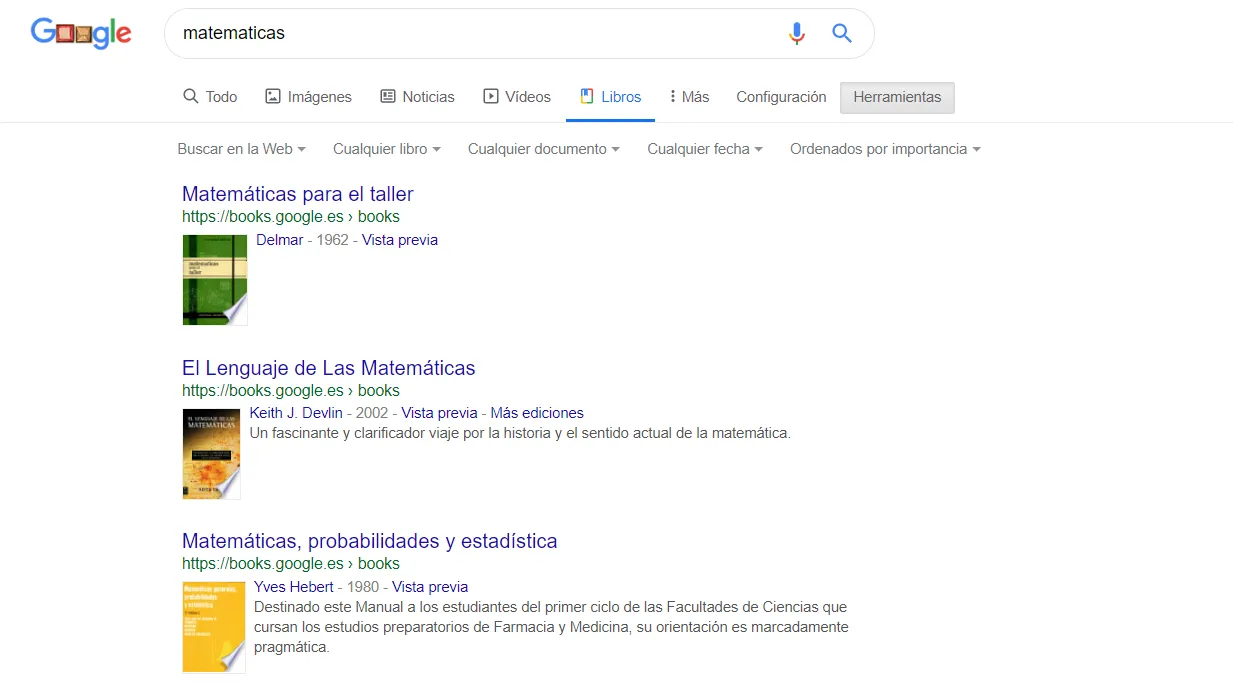 Google
matematicas
Todo Imágenes Noticias Vídeos Libros Más Configuración Herramientas
Buscar en la Web Cualquier libro Cualquier documento Cualquier fecha Ordenados por importancia
Matemáticas para el taller
https://books.google.es › books
Delmar - 1962 - Vista previa
matematicas
para el
taller
El Lenguaje de Las Matemáticas
https://books.google.es › books
Keith J. Devlin - 2002 - Vista previa - Más ediciones
Un fascinante y clarificador viaje por la historia y el sentido actual de la matemática.
EL LENGUAJE DE LAS
MATEMÁTICAS
Matemáticas, probabilidades y estadística
https://books.google.es › books
Yves Hebert - 1980 - Vista previa
Destinado este Manual a los estudiantes del primer ciclo de las Facultades de Ciencias que
cursan los estudios preparatorios de Farmacia y Medicina, su orientación es marcadamente
pragmática.